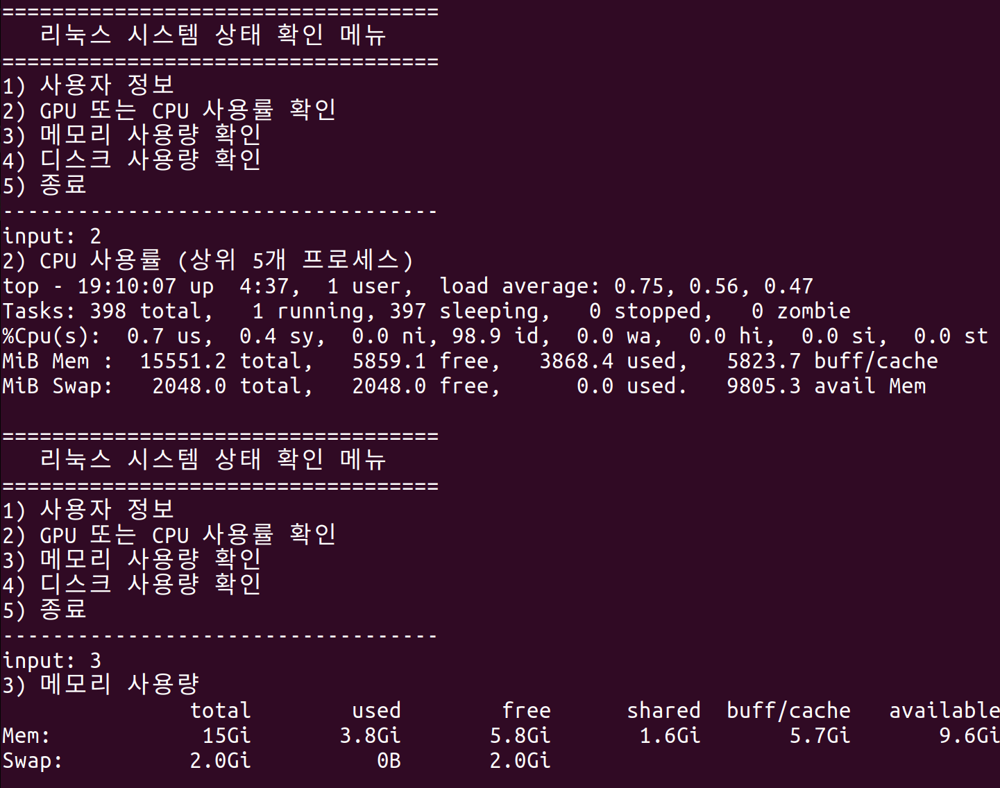 ===================================
   리눅스 시스템 상태 확인 메뉴
===================================
1) 사용자 정보
2) GPU 또는 CPU 사용률 확인
3) 메모리 사용량 확인
4) 디스크 사용량 확인
5) 종료
-----------------------------------
input: 2
2) CPU 사용률 (상위 5개 프로세스)
top - 19:10:07 up  4:37,  1 user,  load average: 0.75, 0.56, 0.47
Tasks: 398 total,   1 running, 397 sleeping,   0 stopped,   0 zombie
%Cpu(s):  0.7 us,  0.4 sy,  0.0 ni, 98.9 id,  0.0 wa,  0.0 hi,  0.0 si,  0.0 st
MiB Mem :  15551.2 total,   5859.1 free,   3868.4 used,   5823.7 buff/cache
MiB Swap:   2048.0 total,   2048.0 free,      0.0 used.   9805.3 avail Mem
===================================
   리눅스 시스템 상태 확인 메뉴
===================================
1) 사용자 정보
2) GPU 또는 CPU 사용률 확인
3) 메모리 사용량 확인
4) 디스크 사용량 확인
5) 종료
-----------------------------------
input: 3
3) 메모리 사용량
               total        used        free      shared  buff/cache   available
Mem:            15Gi       3.8Gi       5.8Gi       1.6Gi       5.7Gi       9.6Gi
Swap:          2.0Gi          0B       2.0Gi